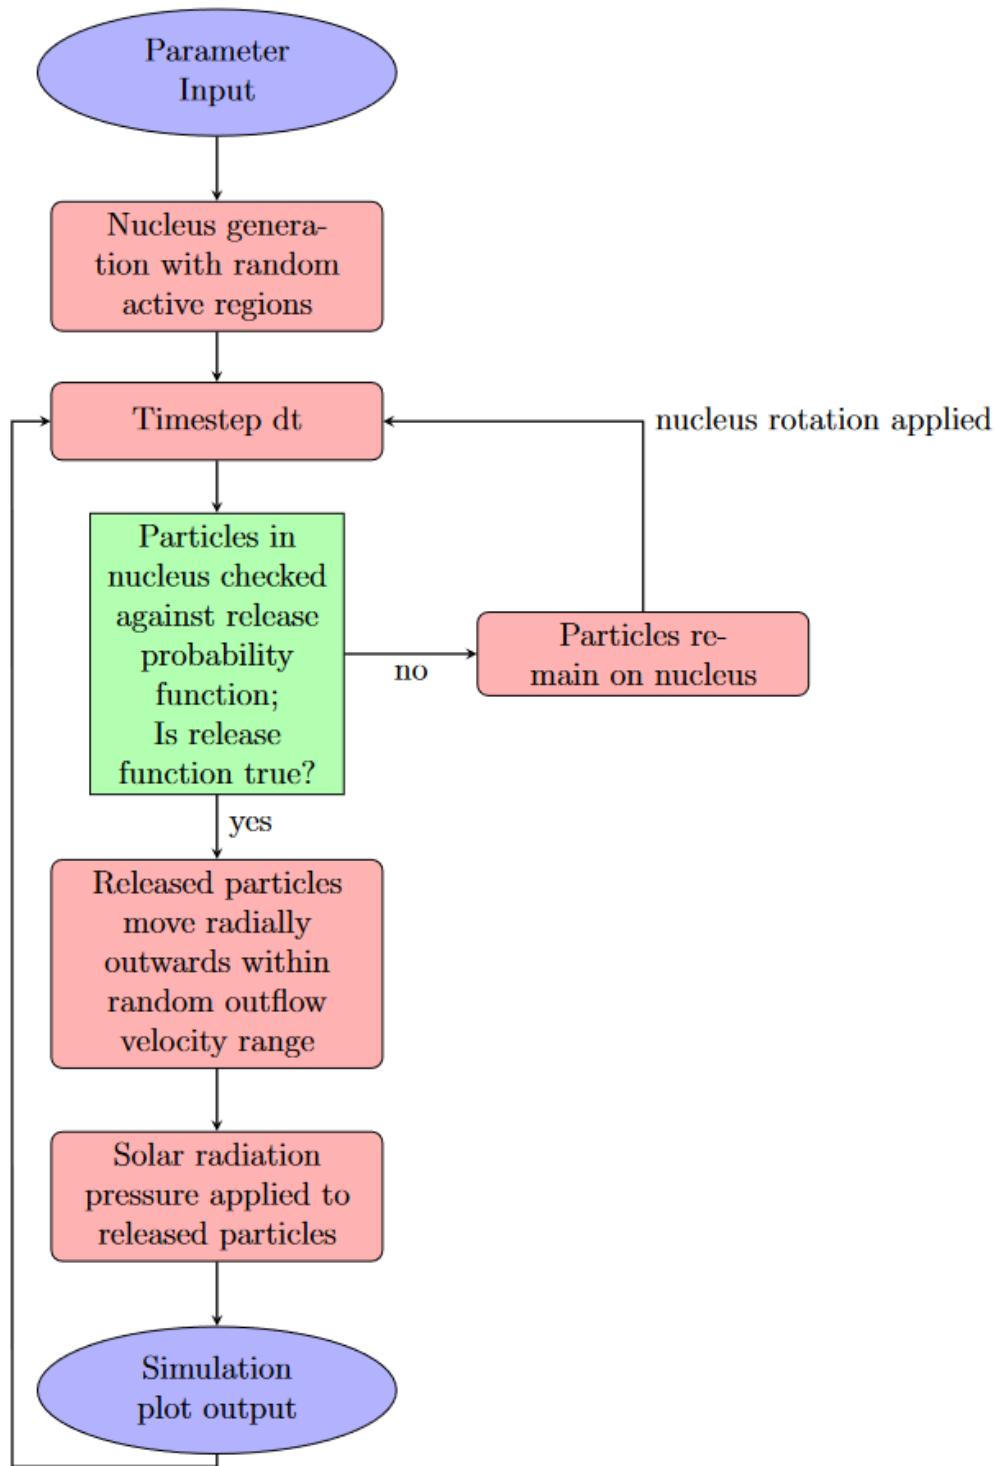 Parameter
Input
Nucleus genera-
tion with random
active regions
Timestep dt
nucleus rotation applied
Particles in
nucleus checked
against release
probability
function;
Is release
function true?
no
Particles re-
main on nucleus
yes
Released particles
move radially
outwards within
random outflow
velocity range
Solar radiation
pressure applied to
released particles
Simulation
plot output